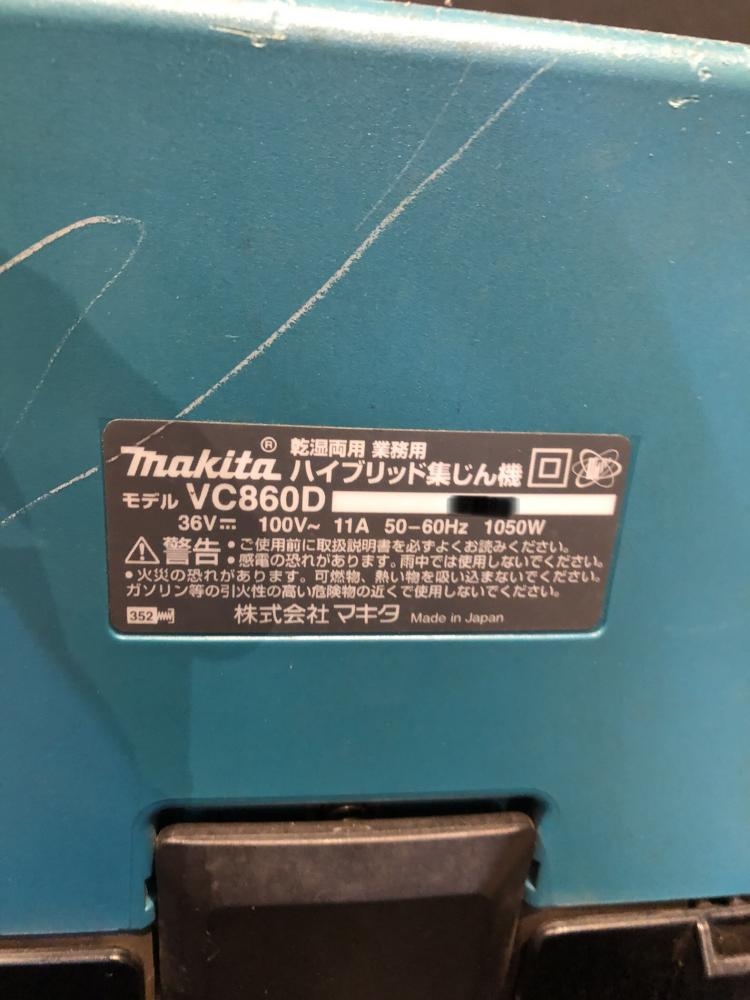 makita® 乾湿両用 業務用
ハイブリッド集じん機
モデル VC860D
36V⎓ 100V~ 11A 50-60Hz 1050W
⚠警告 •ご使用前に取扱説明書を必ずよくお読みください。
•感電の恐れがあります。雨中では使用しないでください。
•火災の恐れがあります。可燃物、熱い物を吸い込まないでください。
ガソリン等の引火性の高い危険物の近くで使用しないでください。
352 株式会社 マキタ Made in Japan